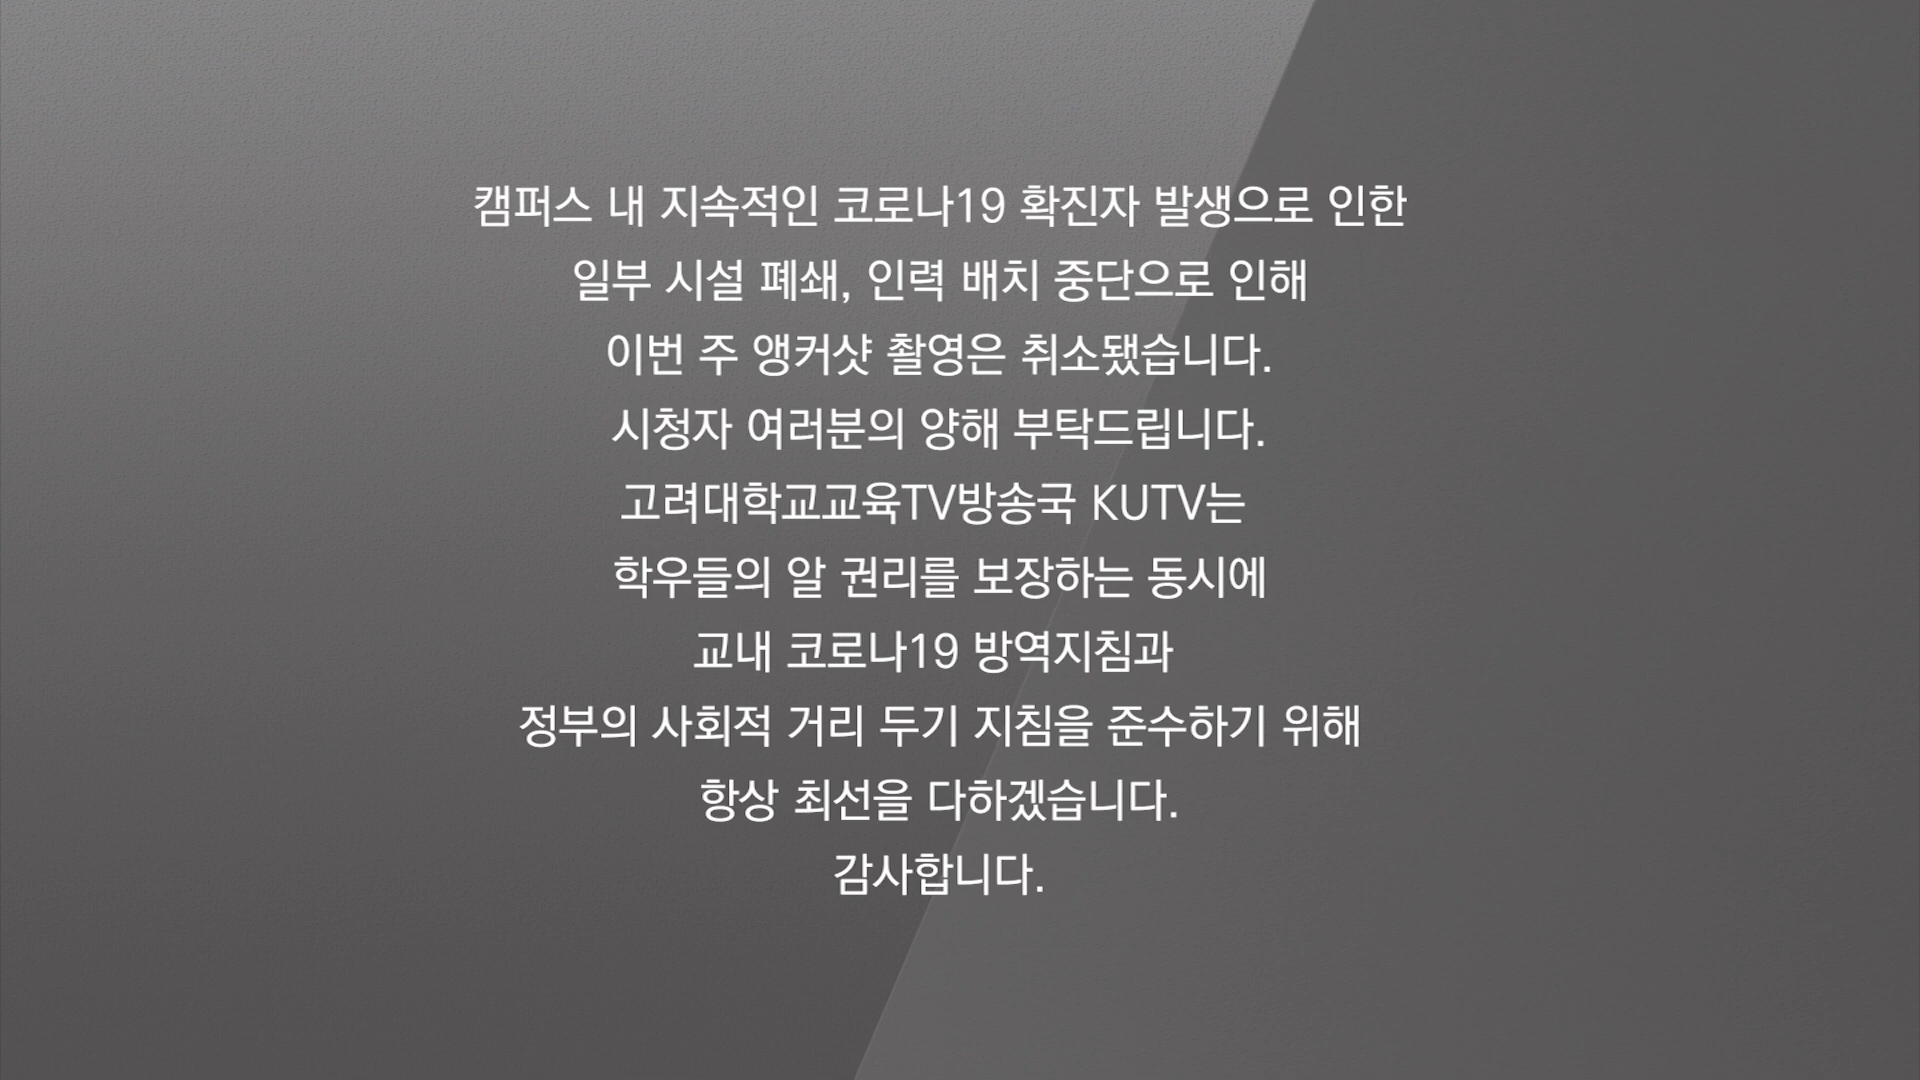 캠퍼스 내 지속적인 코로나19 확진자 발생으로 인한
일부 시설 폐쇄, 인력 배치 중단으로 인해
이번 주 앵커샷 촬영은 취소됐습니다.
시청자 여러분의 양해 부탁드립니다.
고려대학교교육TV방송국 KUTV는
학우들의 알 권리를 보장하는 동시에
교내 코로나19 방역지침과
정부의 사회적 거리 두기 지침을 준수하기 위해
항상 최선을 다하겠습니다.
감사합니다.